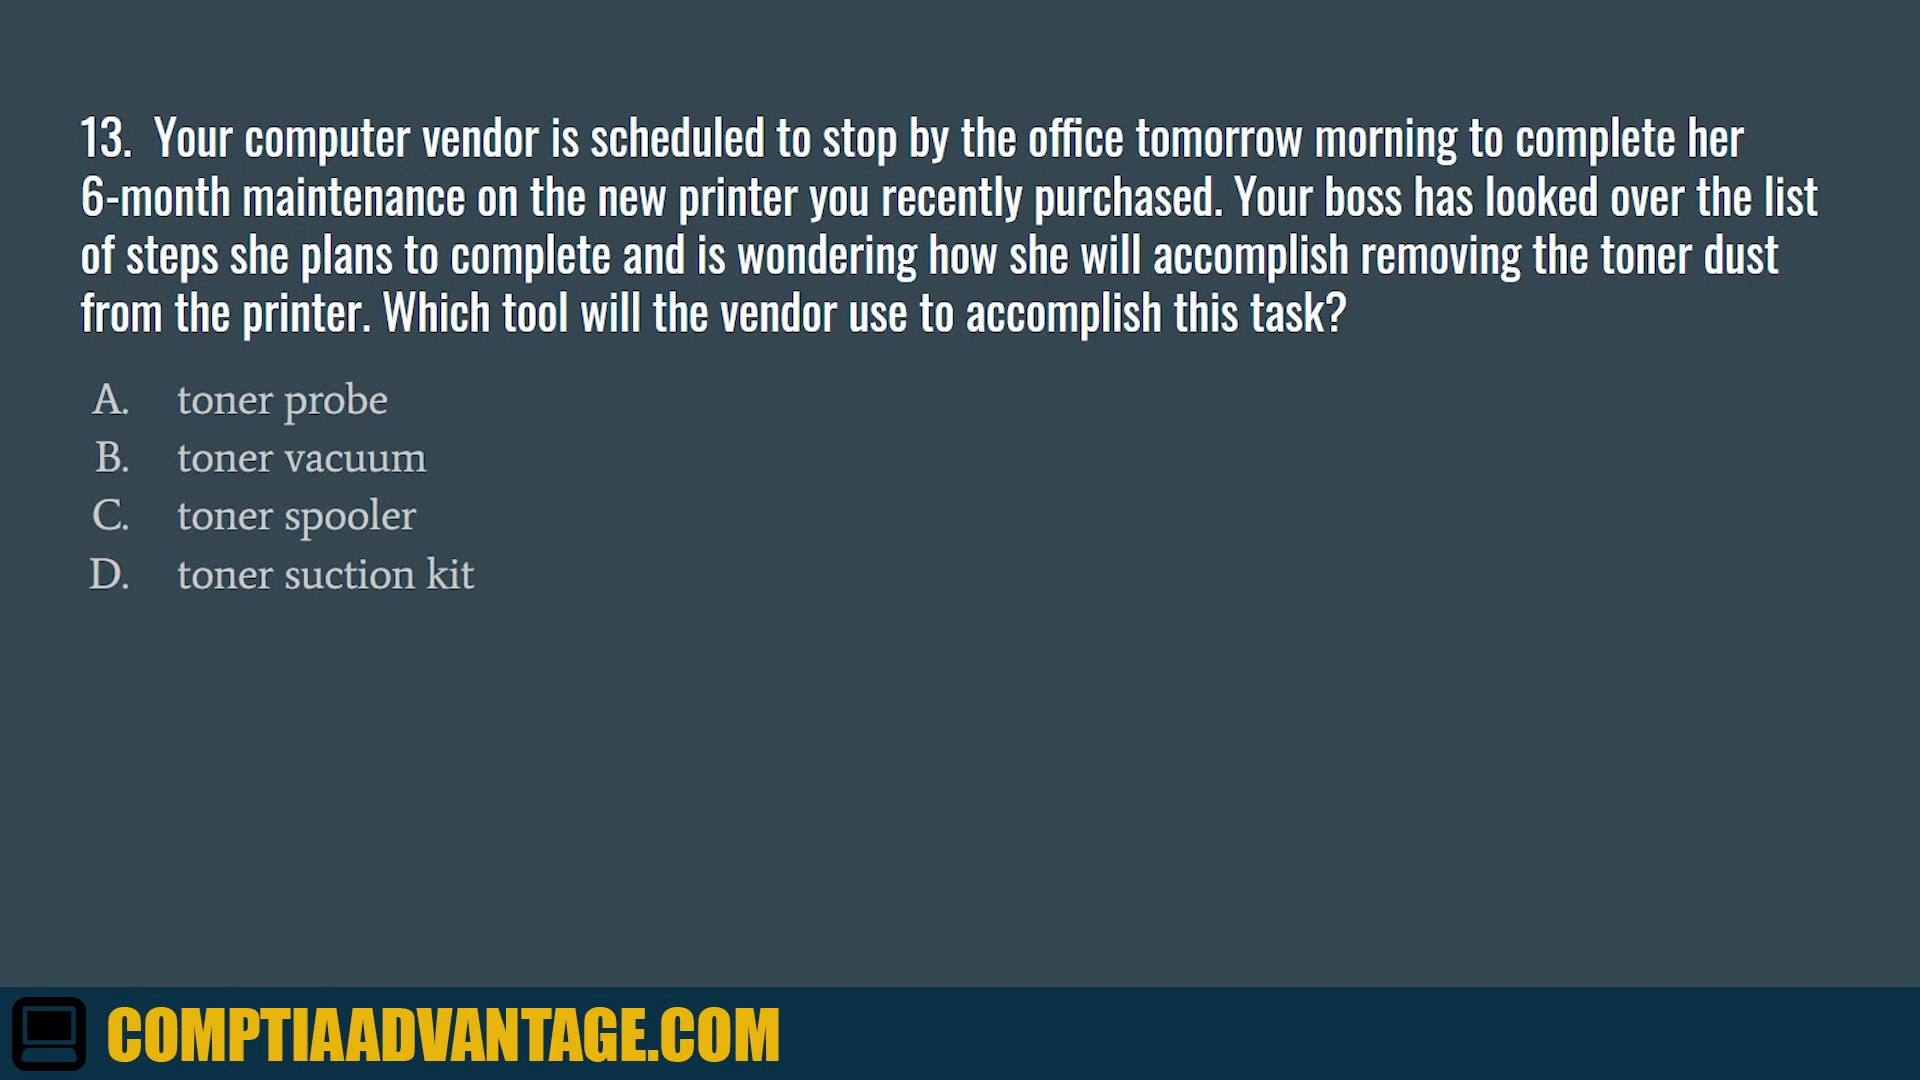 13. Your computer vendor is scheduled to stop by the office tomorrow morning to complete her
6-month maintenance on the new printer you recently purchased. Your boss has looked over the list
of steps she plans to complete and is wondering how she will accomplish removing the toner dust
from the printer. Which tool will the vendor use to accomplish this task?
A. toner probe
B. toner vacuum
C. toner spooler
D. toner suction kit
COMPTIAADVANTAGE.COM